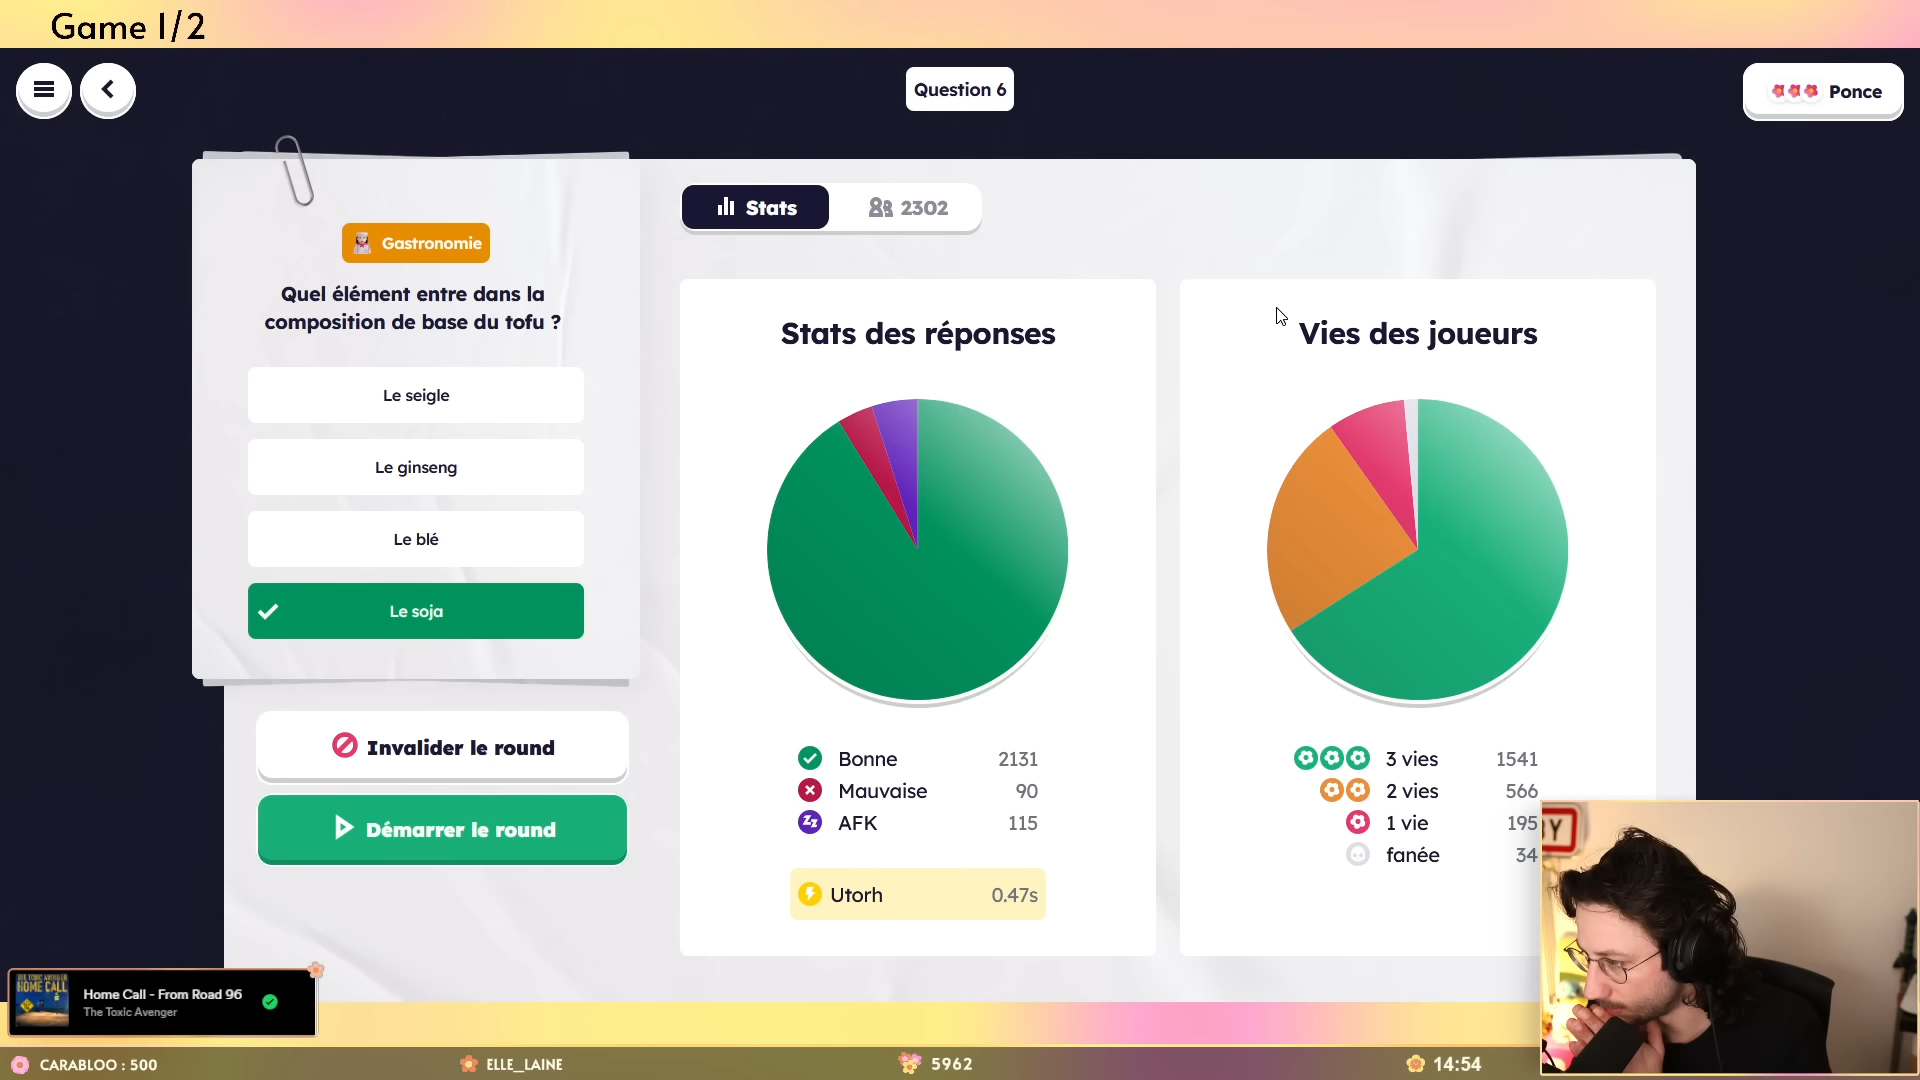 Game 1/2
Question 6
Ponce
Stats
2302
Gastronomie
Quel élément entre dans la
composition de base du tofu ?
Le seigle
Le ginseng
Le blé
Le soja
Invalider le round
Démarrer le round
Stats des réponses
Bonne 2131
Mauvaise 90
AFK 115
Utorh 0.47s
Vies des joueurs
3 vies 1541
2 vies 566
1 vie 195
fanée 34
HOME CALL
Home Call - From Road 96
The Toxic Avenger
CARABLOO : 500
ELLE_LAINE
5962
14:54